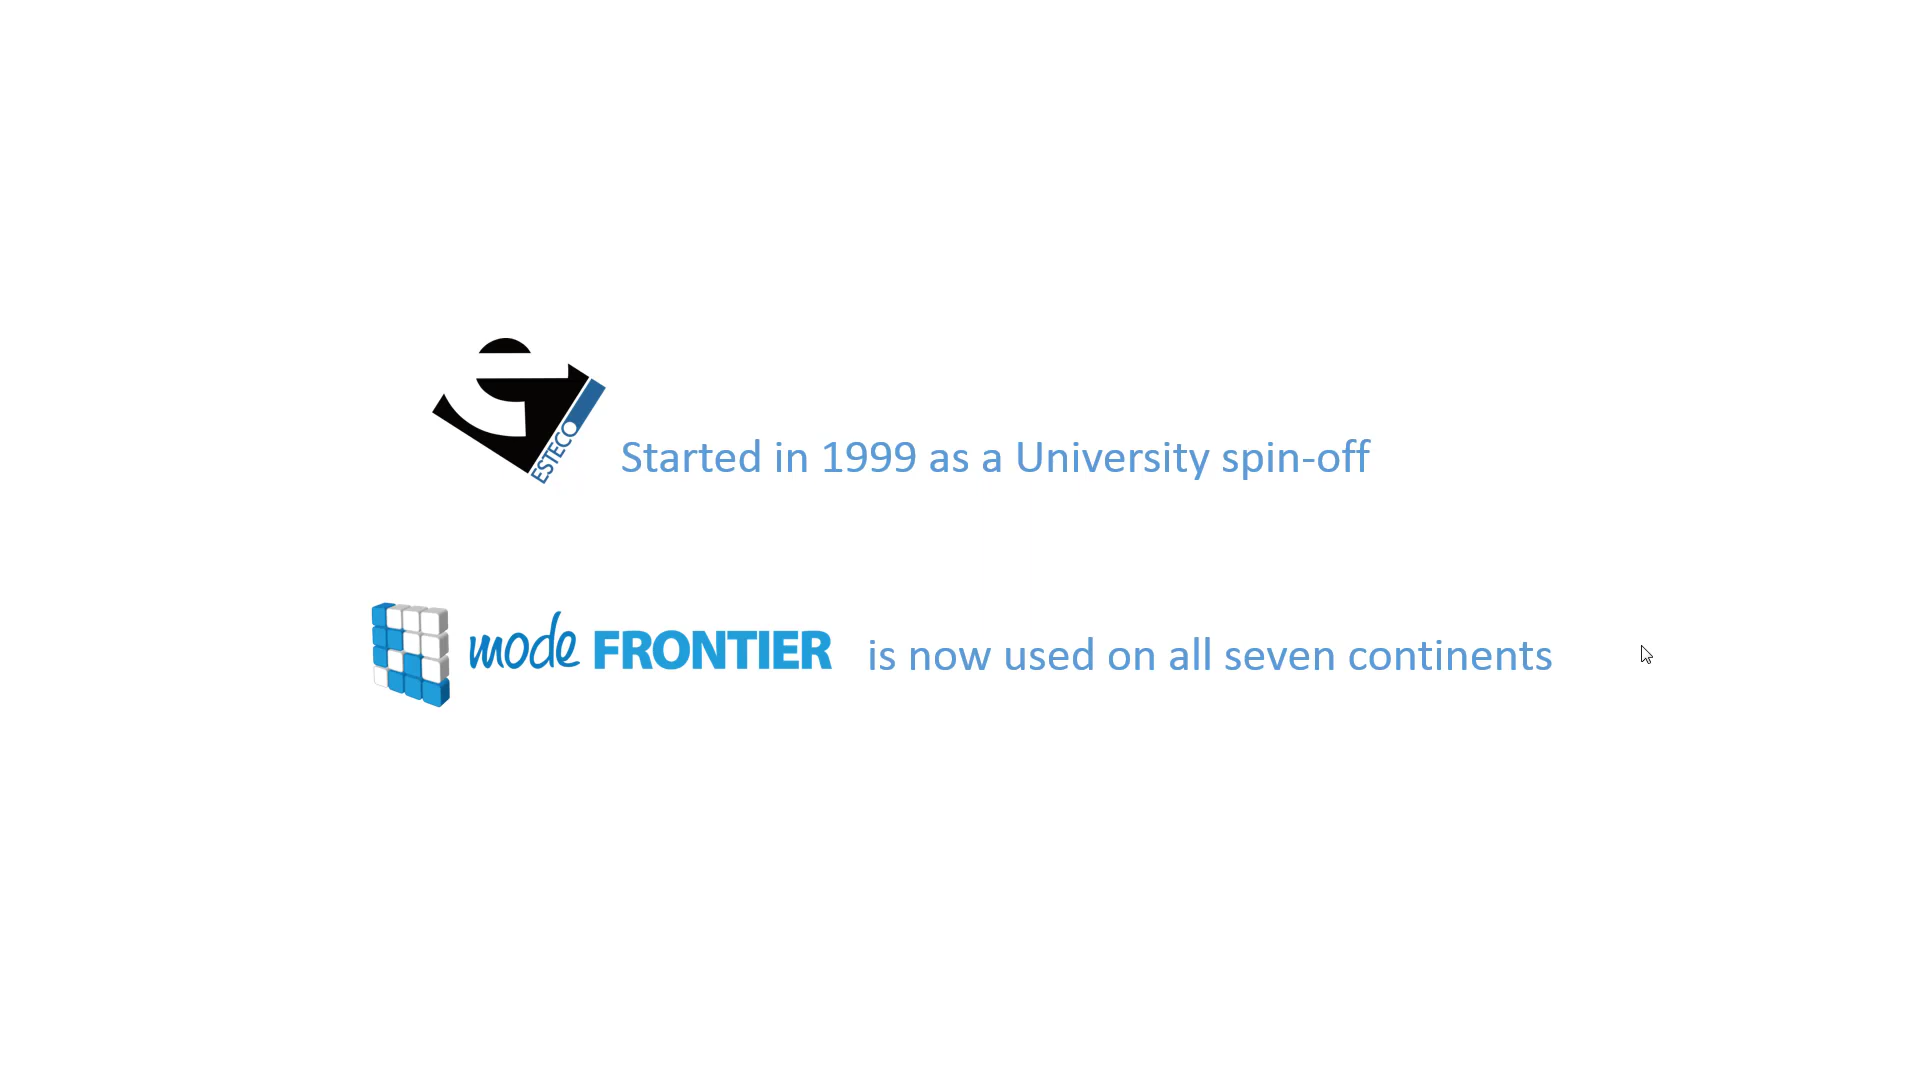 ESTECO
Started in 1999 as a University spin-off
mode FRONTIER is now used on all seven continents